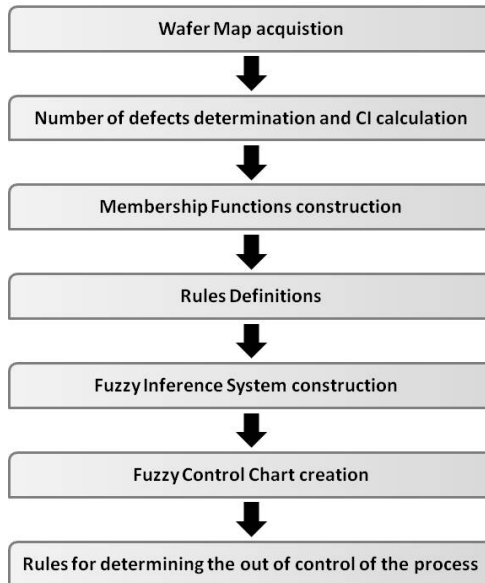 Wafer Map acquistion
Number of defects determination and CI calculation
Membership Functions construction
Rules Definitions
Fuzzy Inference System construction
Fuzzy Control Chart creation
Rules for determining the out of control of the process